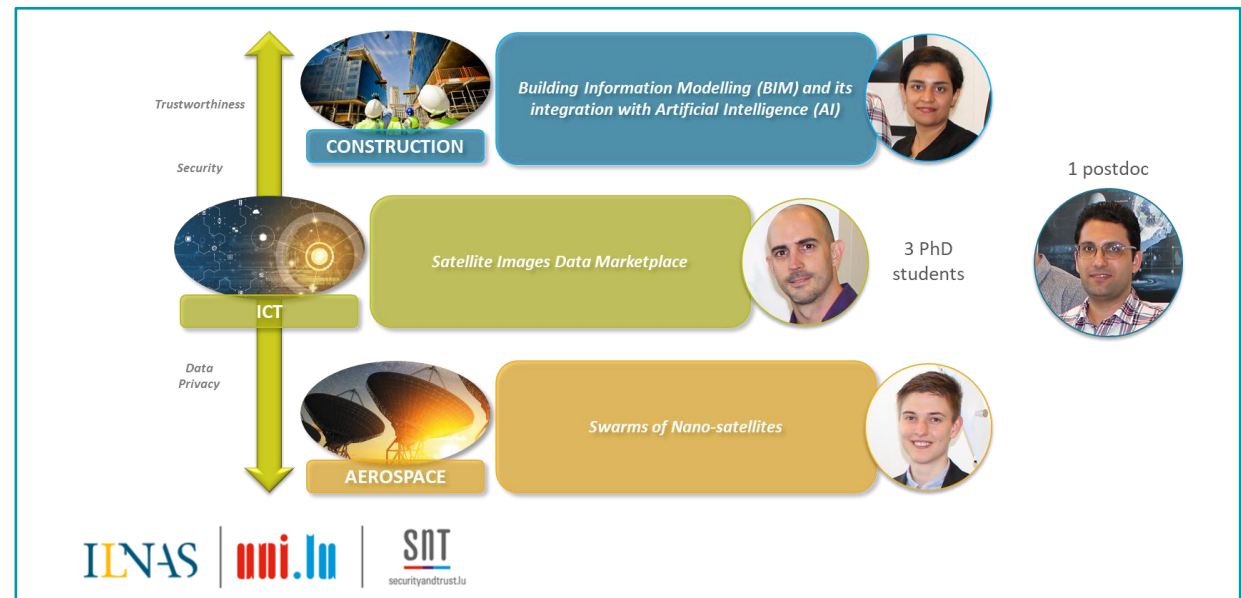 Trustworthiness
Building Information Modelling (BIM) and its
integration with Artificial Intelligence (AI)
CONSTRUCTION
Security
1 postdoc
Satellite Images Data Marketplace
3 PhD
students
ICT
Data
Privacy
Swarms of Nano-satellites
AEROSPACE
ILNAS
uni.lu
SNT
securityandtrust.lu